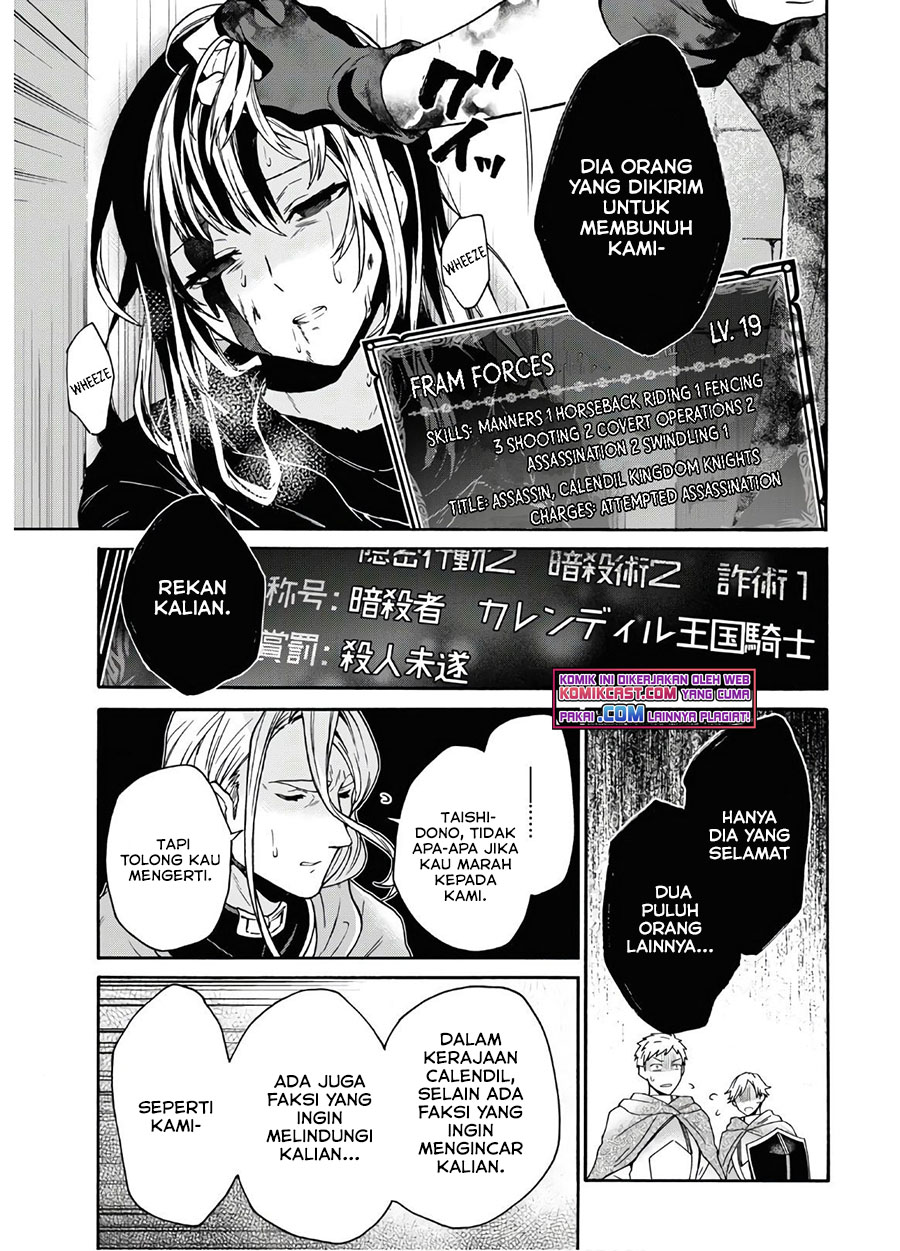 グイッ
DIA ORANG
YANG DIKIRIM
UNTUK
MEMBUNUH
KAMI-
WHEEZE
WHEEZE
LV. 19
FRAM FORCES
SKILLS: MANNERS 1 HORSEBACK RIDING 1 FENCING
3 SHOOTING 2 COVERT OPERATIONS 2
ASSASSINATION 2 SWINDLING 1
TITLE: ASSASSIN, CALENDIL KINGDOM KNIGHTS
CHARGES: ATTEMPTED ASSASSINATION
REKAN
KALIAN.
隠密行動2 暗殺術2 詐術1
称号:暗殺者 カレンディル王国騎士
賞罰:殺人未遂
KOMIK INI DIKERJAKAN OLEH WEB
KOMIKCAST.COM YANG CUMA
PAKAI .COM LAINNYA PLAGIAT!
HANYA
DIA YANG
SELAMAT
DUA
PULUH
ORANG
LAINNYA...
.........
TAISHI-
DONO, TIDAK
APA-APA JIKA
KAU MARAH
KEPADA
KAMI.
TAPI
TOLONG KAU
MENGERTI.
DALAM
KERAJAAN
CALENDIL,
SELAIN ADA
FAKSI YANG
INGIN
MENGINCAR
KALIAN.
ADA JUGA
FAKSI YANG
INGIN
MELINDUNGI
KALIAN...
SEPERTI
KAMI-